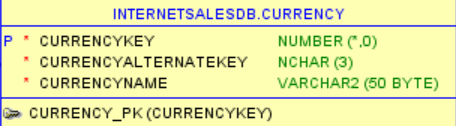 INTERNETSALESDB.CURRENCY
P * CURRENCYKEY NUMBER (*,0)
* CURRENCYALTERNATEKEY NCHAR (3)
* CURRENCYNAME VARCHAR2 (50 BYTE)
CURRENCY_PK (CURRENCYKEY)